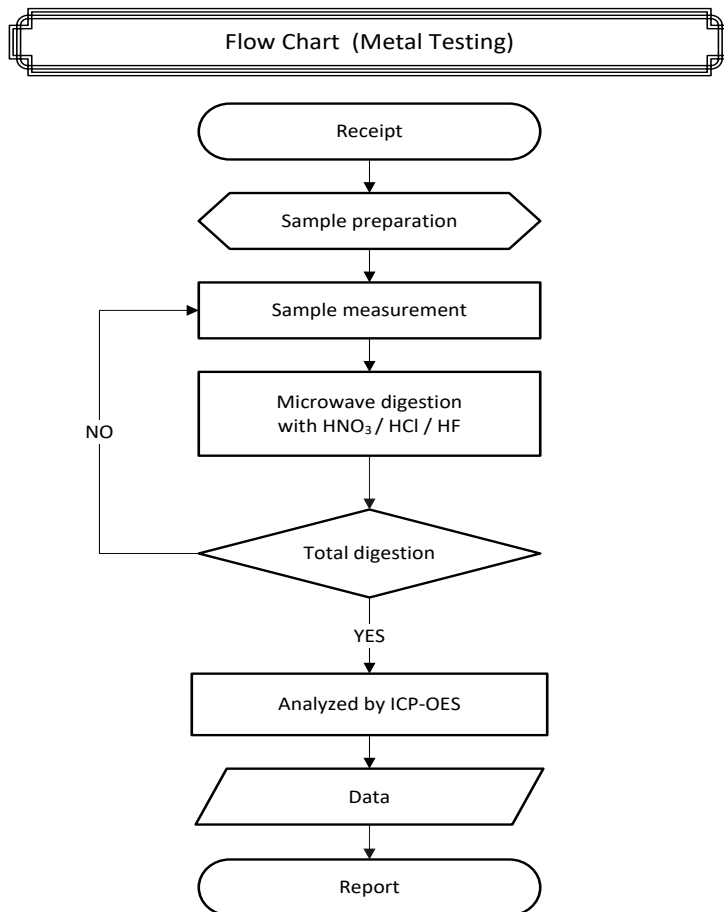 Flow Chart (Metal Testing)
Receipt
Sample preparation
Sample measurement
Microwave digestion
with HNO₃ / HCl / HF
NO
Total digestion
YES
Analyzed by ICP-OES
Data
Report